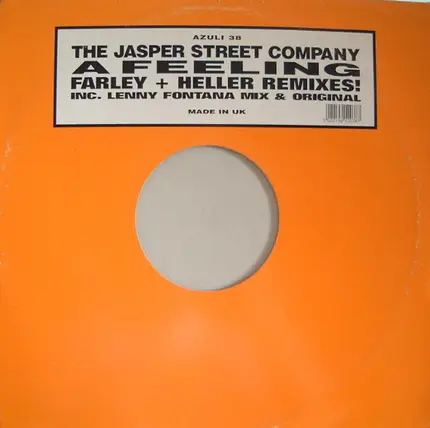 AZULI 38
THE JASPER STREET COMPANY
A FEELING
FARLEY + HELLER REMIXES!
INC. LENNY FONTANA MIX & ORIGINAL
MADE IN UK